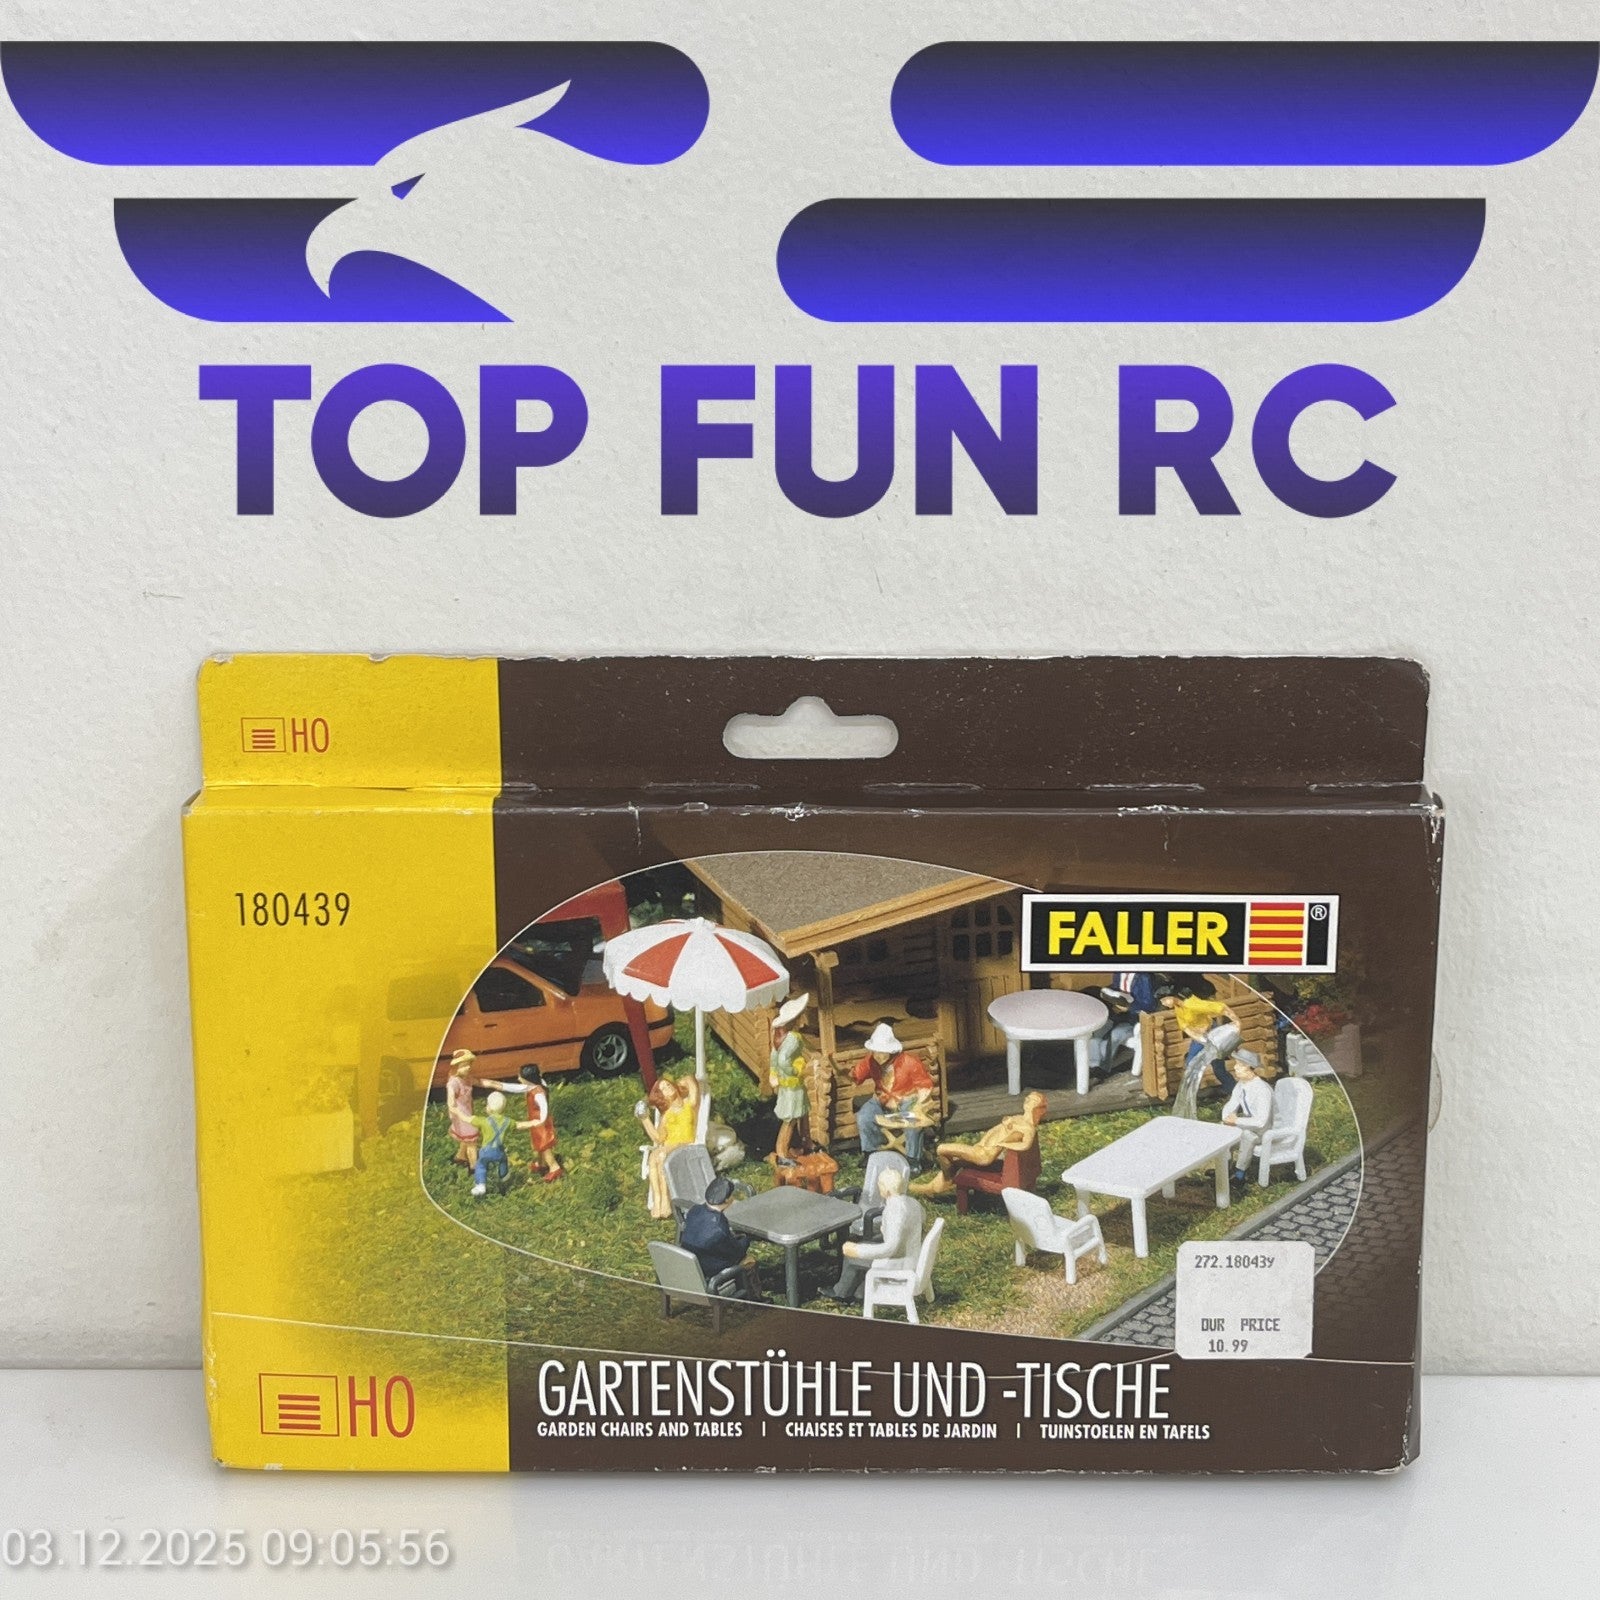 TOP FUN RC
HO
180439
FALLER ®
272.180439
OUR PRICE
10.99
HO
GARTENSTÜHLE UND -TISCHE
GARDEN CHAIRS AND TABLES | CHAISES ET TABLES DE JARDIN | TUINSTOELEN EN TAFELS
03.12.2025 09:05:56